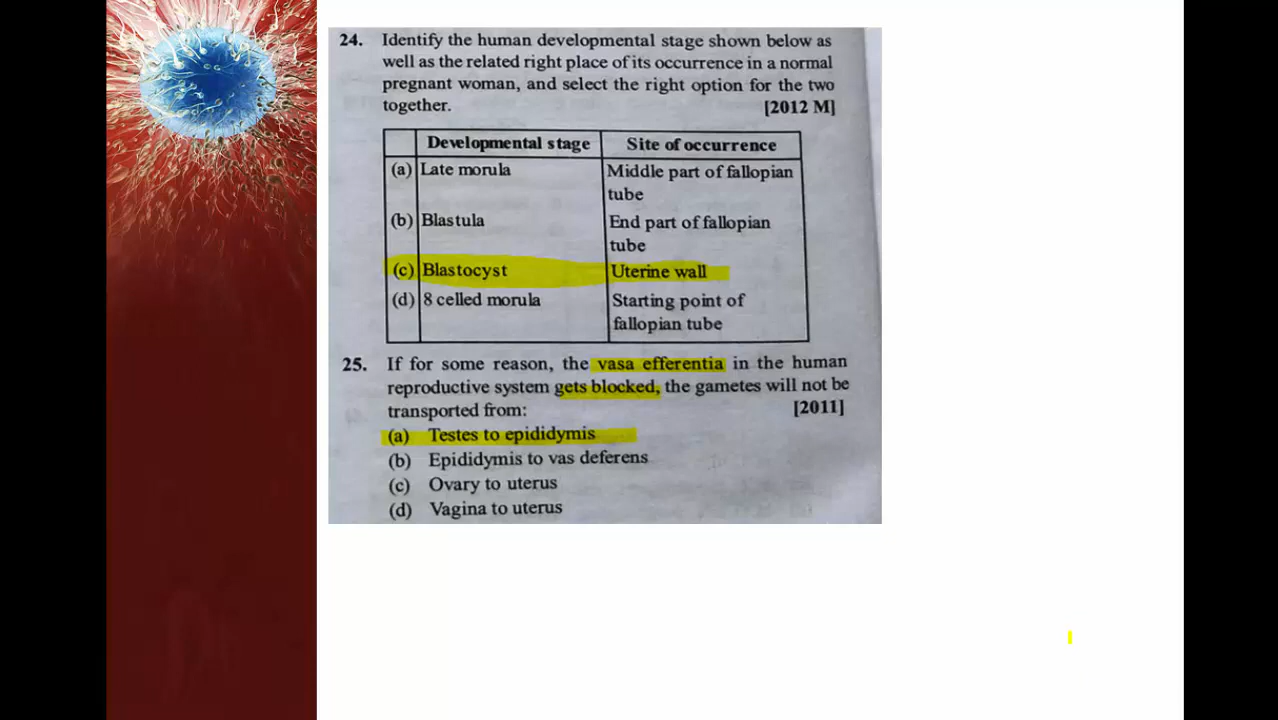 24. Identify the human developmental stage shown below as
well as the related right place of its occurrence in a normal
pregnant woman, and select the right option for the two
together. [2012 M]
Developmental stage Site of occurrence
(a) Late morula Middle part of fallopian
tube
(b) Blastula End part of fallopian
tube
(c) Blastocyst Uterine wall
(d) 8 celled morula Starting point of
fallopian tube
25. If for some reason, the vasa efferentia in the human
reproductive system gets blocked, the gametes will not be
transported from: [2011]
(a) Testes to epididymis
(b) Epididymis to vas deferens
(c) Ovary to uterus
(d) Vagina to uterus